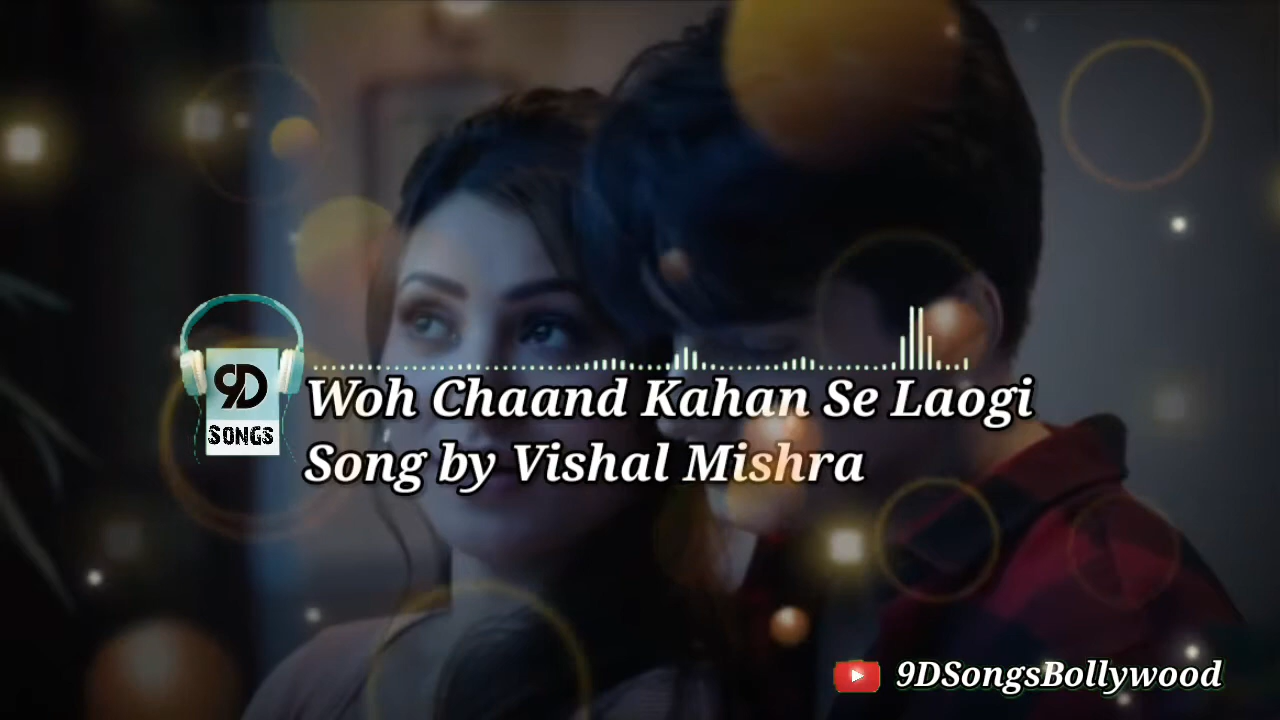 9D
SONGS
Woh Chaand Kahan Se Laogi
Song by Vishal Mishra
9DSongsBollywood